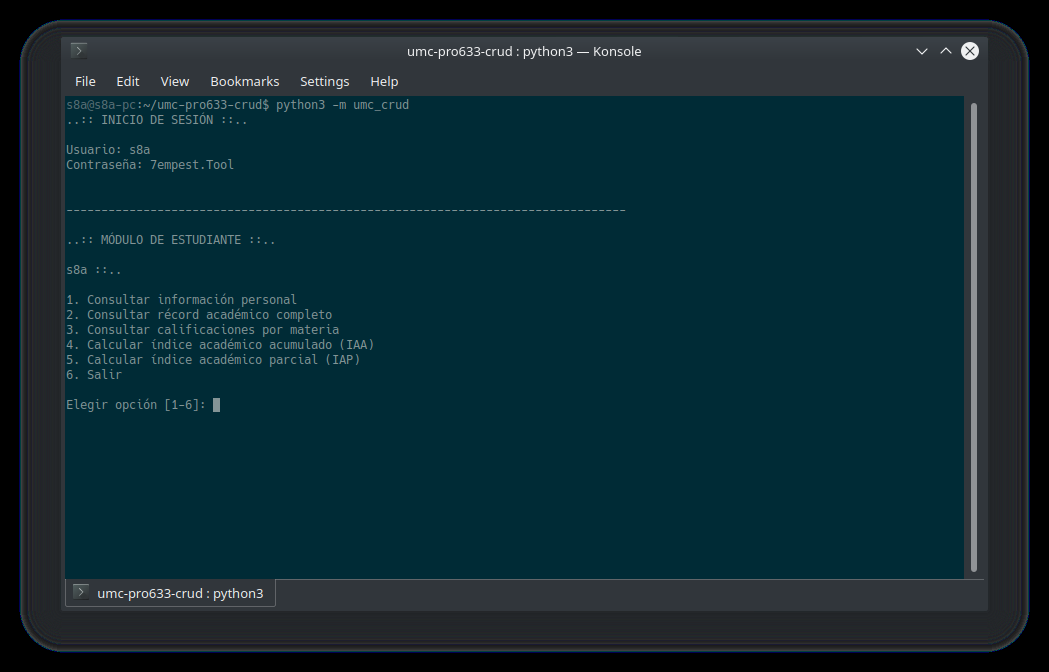 umc-pro633-crud : python3 — Konsole
File Edit View Bookmarks Settings Help
s8a@s8a-pc:~/umc-pro633-crud$ python3 -m umc_crud
..:: INICIO DE SESIÓN ::..
Usuario: s8a
Contraseña: 7empest.Tool
--------------------------------------------------------------------------------
..:: MÓDULO DE ESTUDIANTE ::..
s8a ::..
1. Consultar información personal
2. Consultar récord académico completo
3. Consultar calificaciones por materia
4. Calcular índice académico acumulado (IAA)
5. Calcular índice académico parcial (IAP)
6. Salir
Elegir opción [1-6]:
umc-pro633-crud : python3